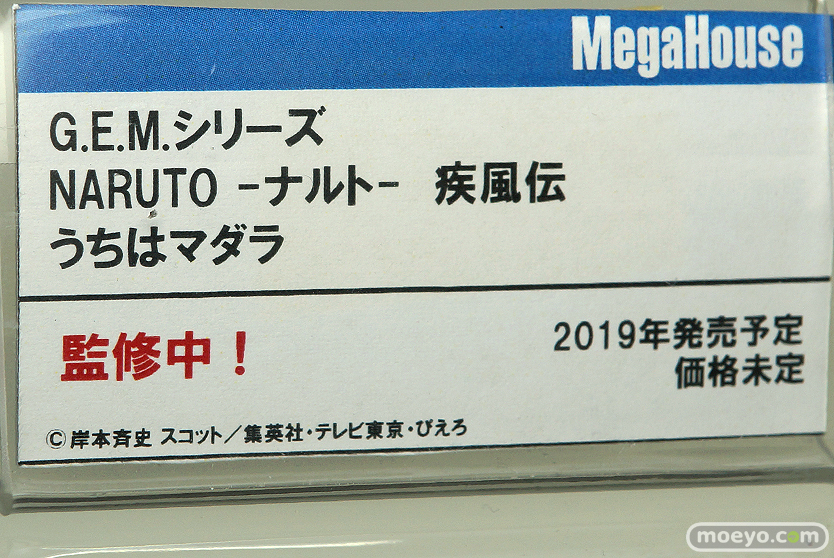 MegaHouse
G.E.M.シリーズ
NARUTO -ナルト- 疾風伝
うちはマダラ
監修中！
2019年発売予定
価格未定
©岸本斉史 スコット／集英社・テレビ東京・ぴえろ
moeyo.com